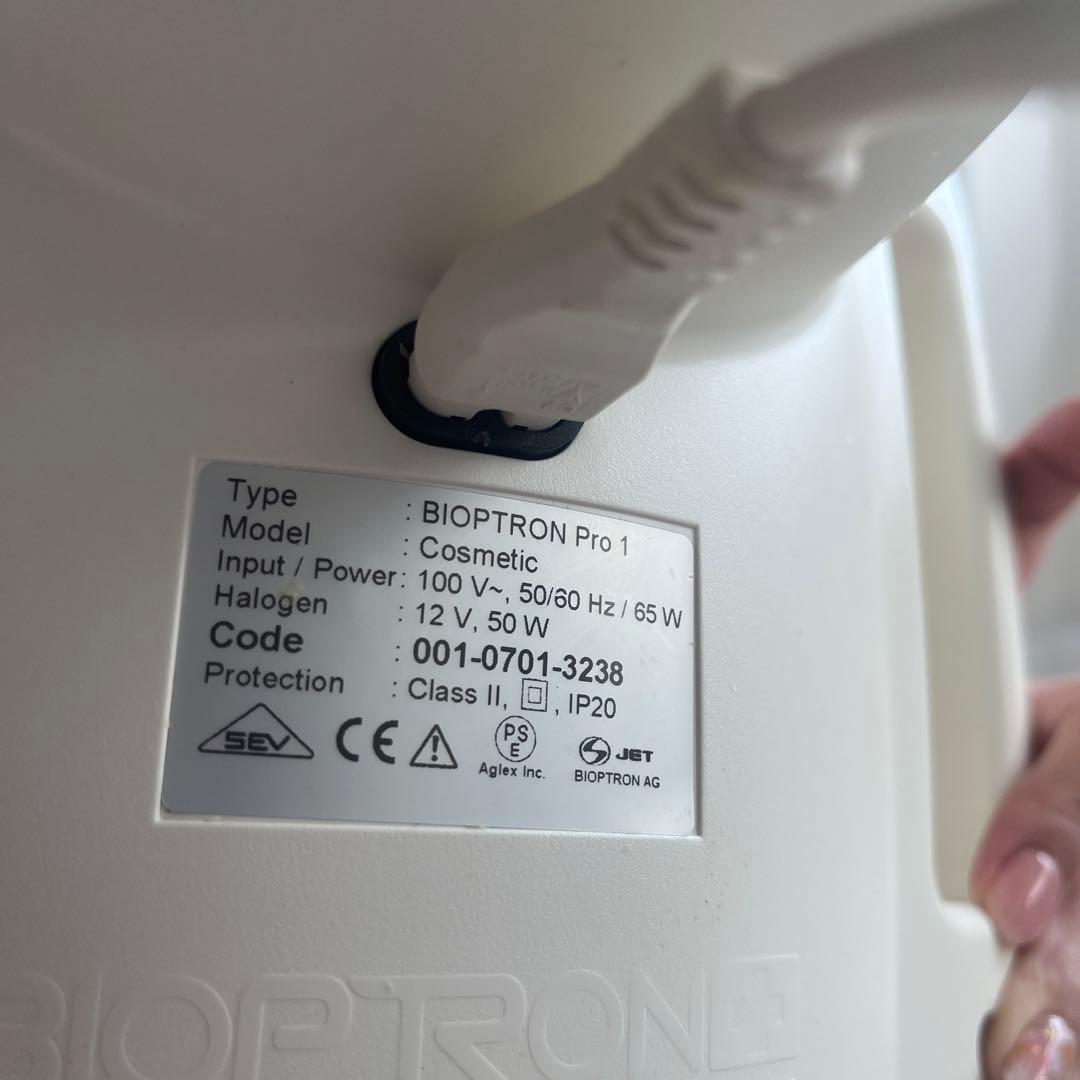 Type : BIOPTRON Pro 1
Model : Cosmetic
Input / Power : 100 V~, 50/60 Hz / 65 W
Halogen : 12 V, 50 W
Code : 001-0701-3238
Protection : Class II, , IP20
SEV CE PS E JET
Aglex Inc. BIOPTRON AG
BIOPTRON